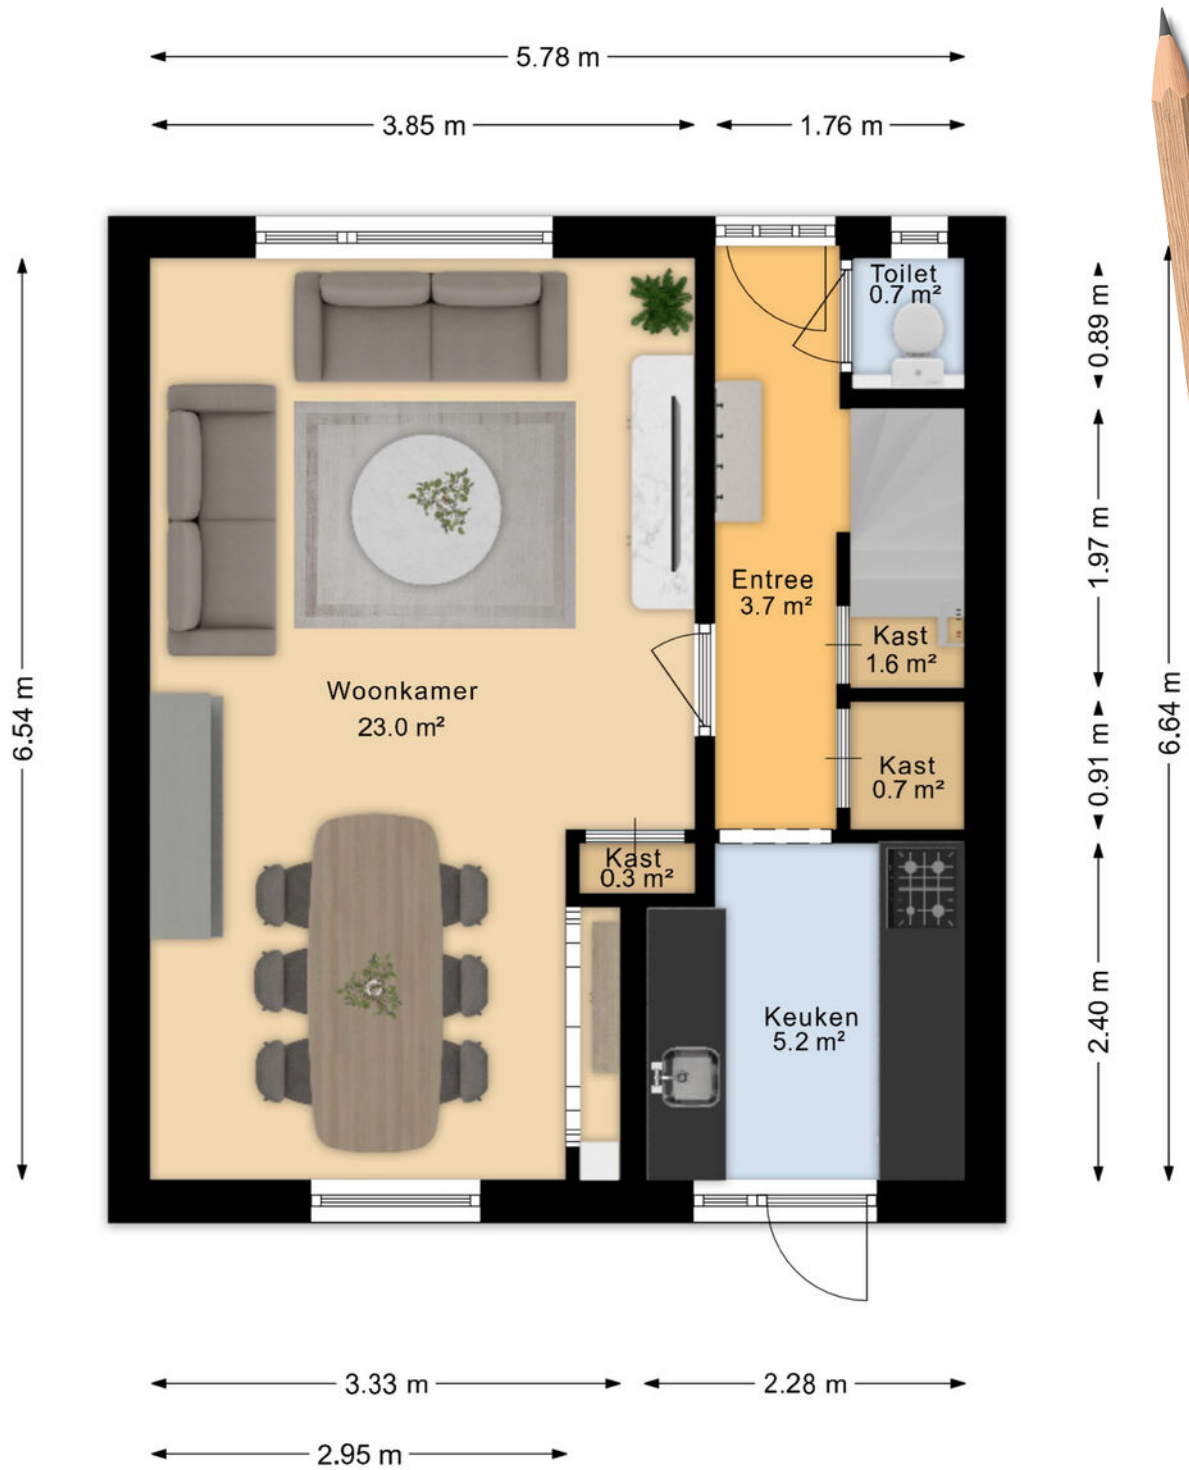 5.78 m
3.85 m
1.76 m
Toilet
0.7 m²
0.89 m
Entree
3.7 m²
1.97 m
Kast
1.6 m²
Woonkamer
23.0 m²
6.54 m
6.64 m
Kast
0.7 m²
0.91 m
Kast
0.3 m²
Keuken
5.2 m²
2.40 m
3.33 m
2.28 m
2.95 m